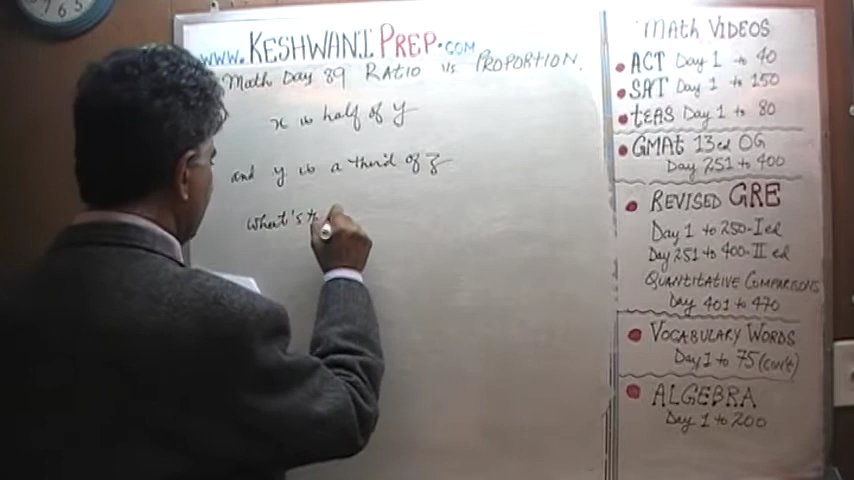 www.KESHWANIPREP.COM
Math Day 89 RATIO vs PROPORTION.
x is half of y
and y is a third of z
What's
Math VIDEOS
ACT Day 1 to 40
SAT Day 1 to 150
tEAS Day 1 to 80
GMAt 13ed OG
Day 251 to 400
REVISED GRE
Day 1 to 250-I ed
Day 251 to 400-II ed
QUANTITATIVE COMPARISONS
Day 401 to 470
VOCABULARY WORDS
Day 1 to 75 (con't)
ALGEBRA
Day 1 to 200